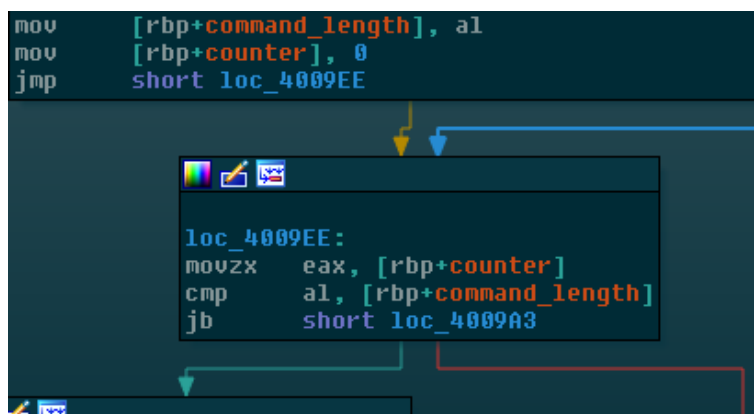 mov [rbp+command_length], al
mov [rbp+counter], 0
jmp short loc_4009EE
loc_4009EE:
movzx eax, [rbp+counter]
cmp al, [rbp+command_length]
jb short loc_4009A3